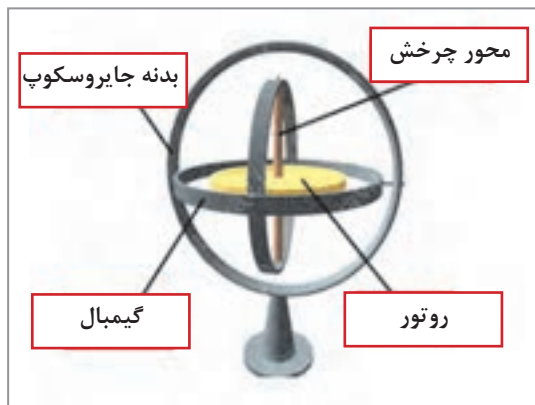 محور چرخش
بدنه جایروسکوپ
گیمبال
روتور